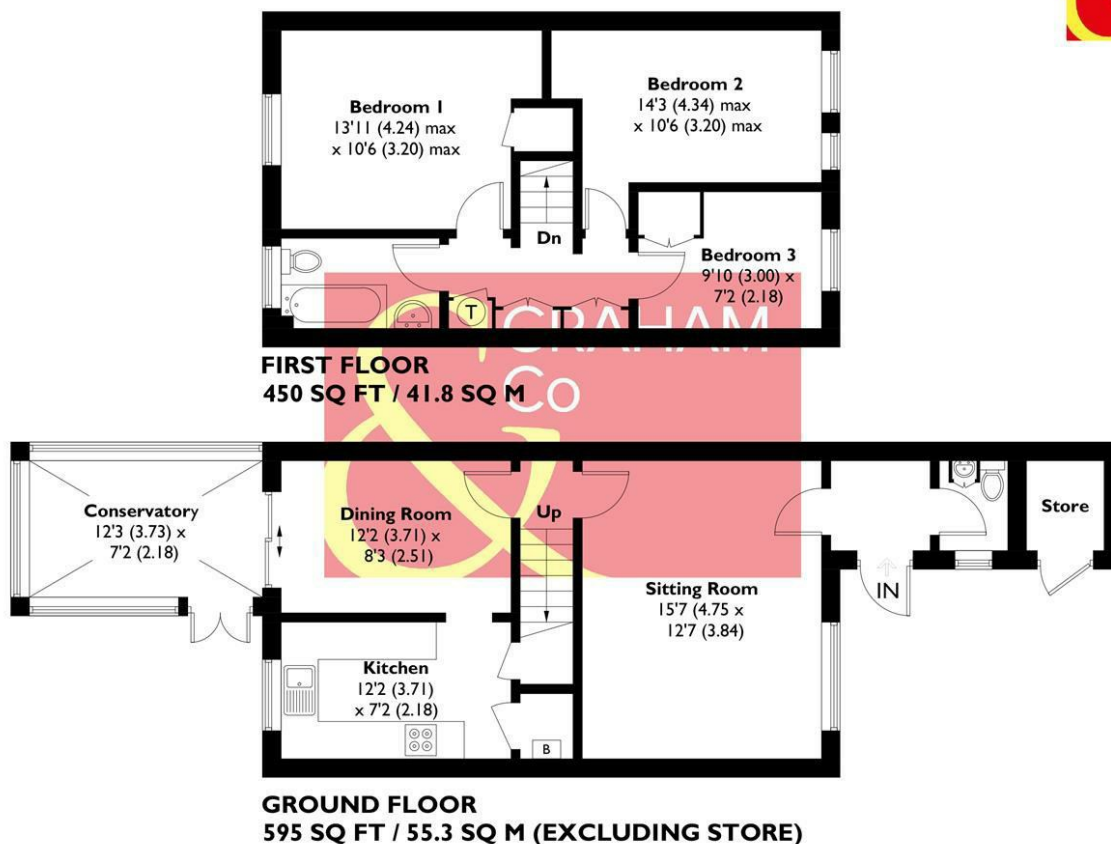 Bedroom 1
13'11 (4.24) max
x 10'6 (3.20) max
Bedroom 2
14'3 (4.34) max
x 10'6 (3.20) max
Dn
Bedroom 3
9'10 (3.00) x
7'2 (2.18)
T
GRAHAM
Co
&
FIRST FLOOR
450 SQ FT / 41.8 SQ M
Conservatory
12'3 (3.73) x
7'2 (2.18)
Dining Room
12'2 (3.71) x
8'3 (2.51)
Up
Sitting Room
15'7 (4.75 x
12'7 (3.84)
IN
Store
Kitchen
12'2 (3.71)
x 7'2 (2.18)
B
GROUND FLOOR
595 SQ FT / 55.3 SQ M (EXCLUDING STORE)